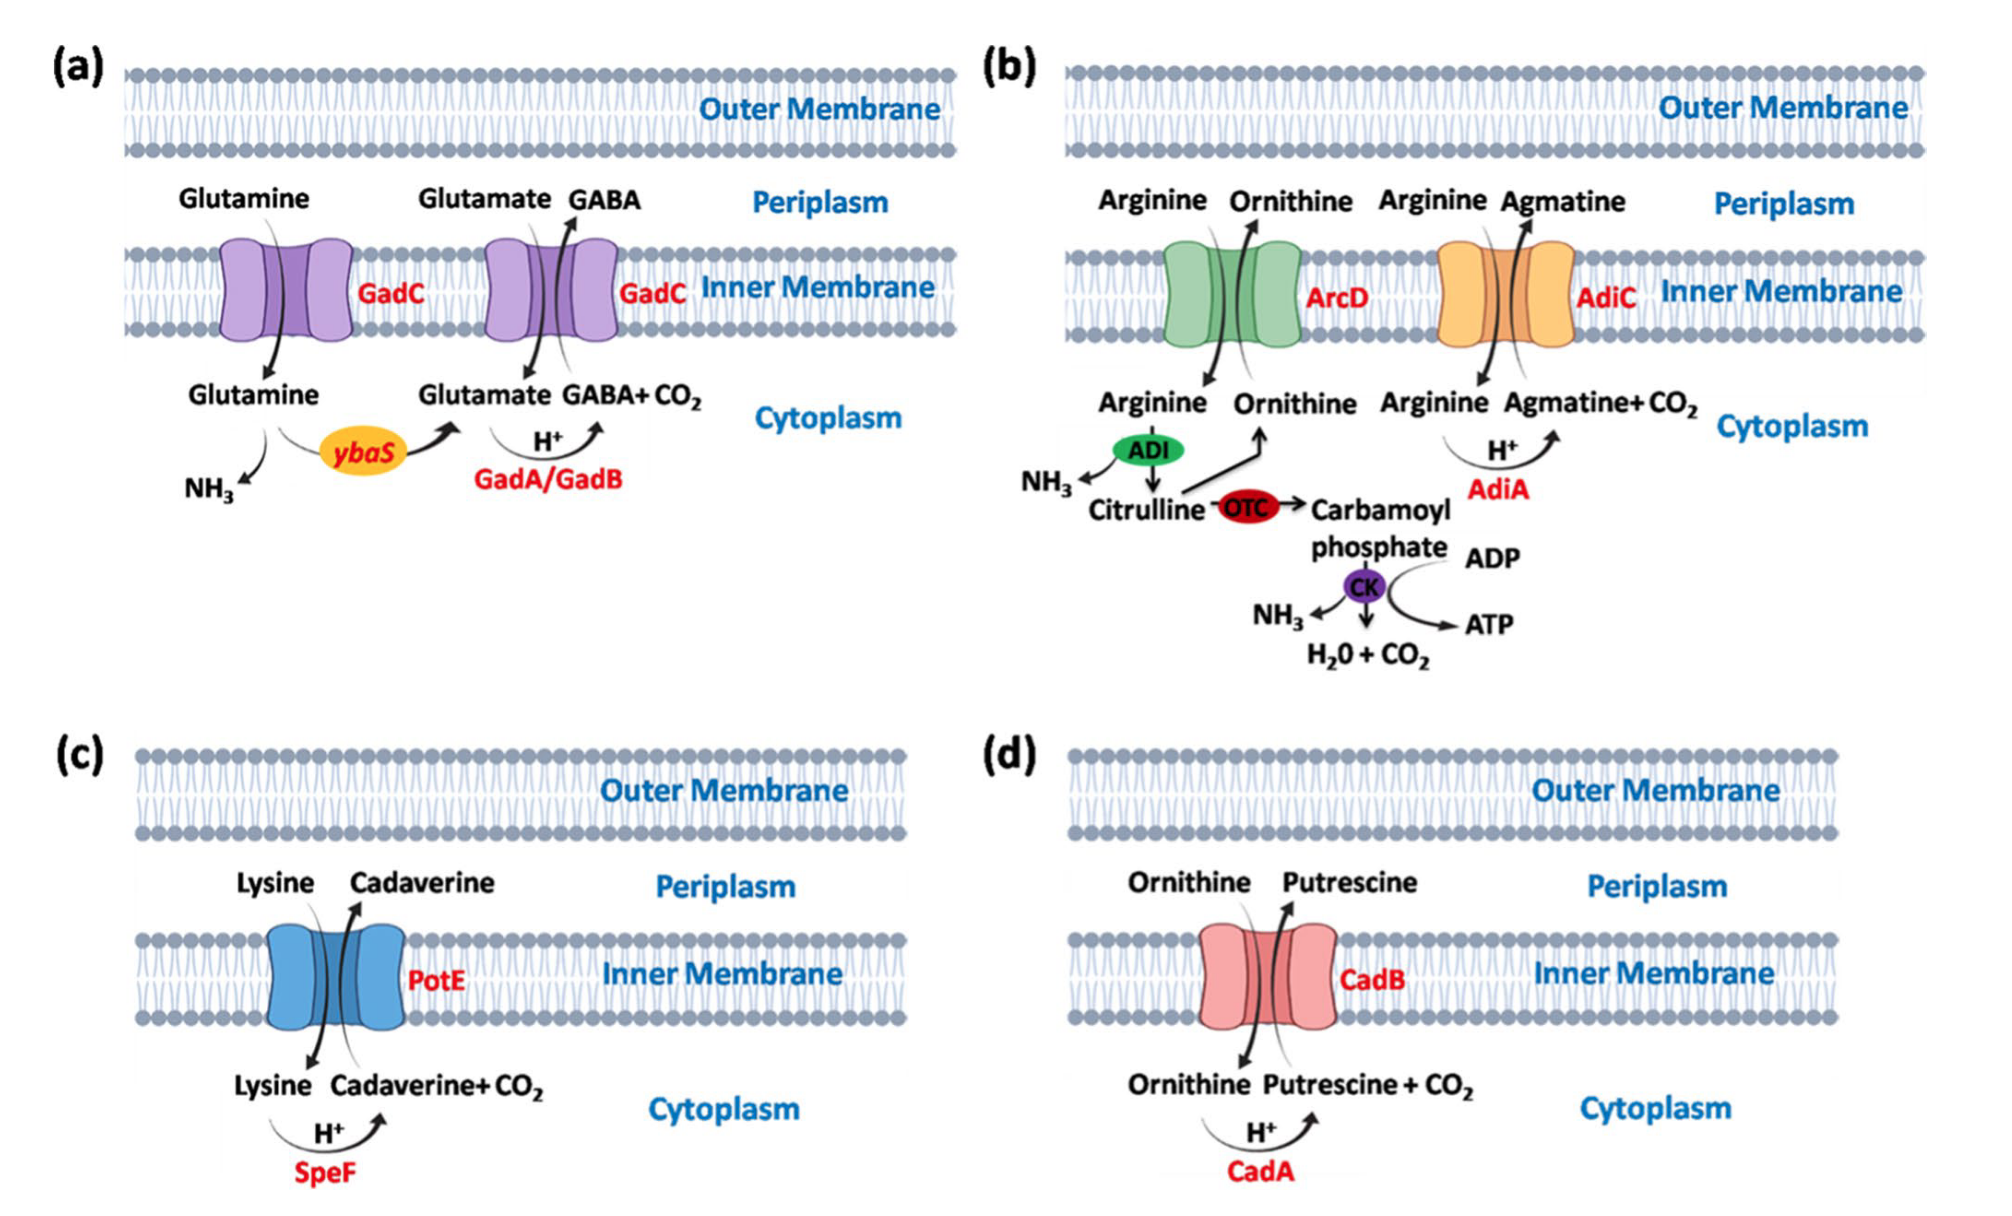 (a)
Outer Membrane
Glutamine Glutamate GABA Periplasm
GadC GadC Inner Membrane
Glutamine Glutamate GABA+ CO₂
Cytoplasm
ybaS H⁺
NH₃ GadA/GadB
(b)
Outer Membrane
Arginine Ornithine Arginine Agmatine Periplasm
ArcD AdiC Inner Membrane
Arginine Ornithine Arginine Agmatine+ CO₂
Cytoplasm
ADI H⁺
NH₃ AdiA
Citrulline OTC Carbamoyl
phosphate ADP
CK
NH₃ ATP
H₂0 + CO₂
(c)
Outer Membrane
Lysine Cadaverine Periplasm
PotE Inner Membrane
Lysine Cadaverine+ CO₂
Cytoplasm
H⁺
SpeF
(d)
Outer Membrane
Ornithine Putrescine Periplasm
CadB Inner Membrane
Ornithine Putrescine + CO₂
Cytoplasm
H⁺
CadA